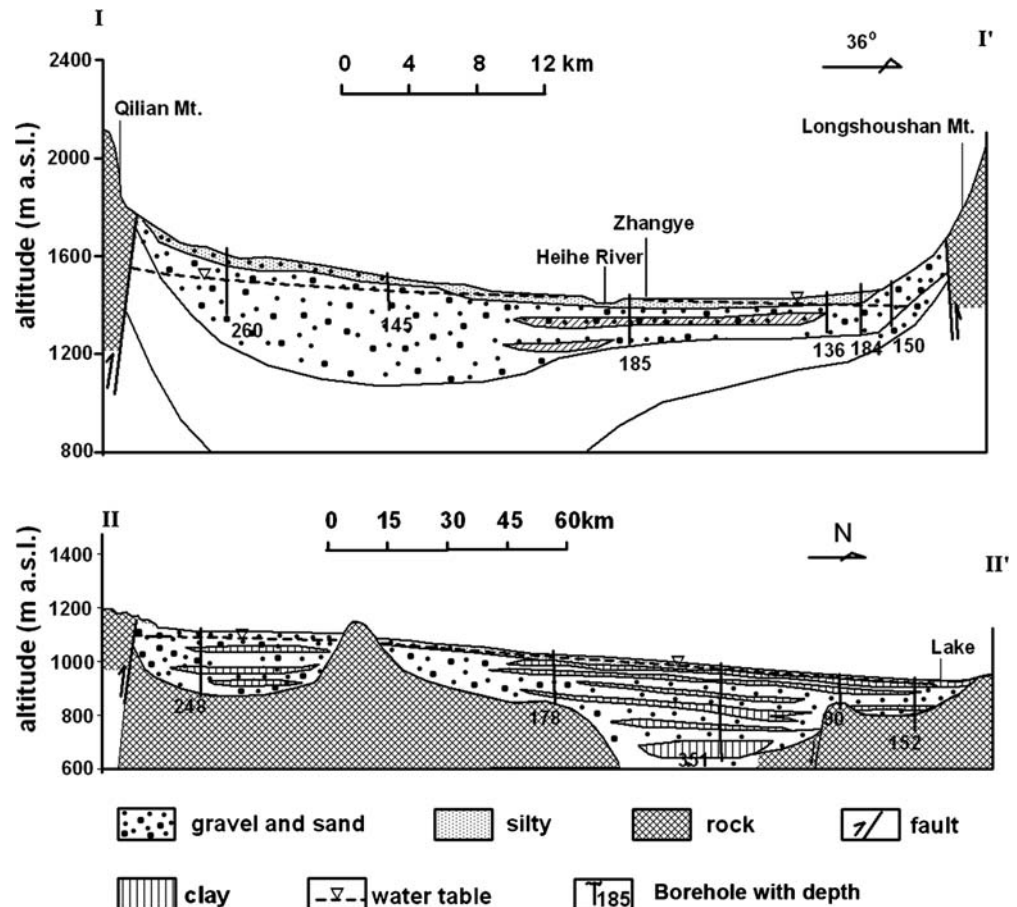 I
I'
2400
0 4 8 12 km
36°
Qilian Mt.
Longshoushan Mt.
2000
Zhangye
Heihe River
1600
260
145
185
136 184 150
1200
800
altitude (m a.s.l.)
II
0 15 30 45 60km
N
II'
1400
1200
Lake
1000
248
178
351
90
152
800
600
altitude (m a.s.l.)
gravel and sand
silty
rock
fault
clay
water table
185
Borehole with depth